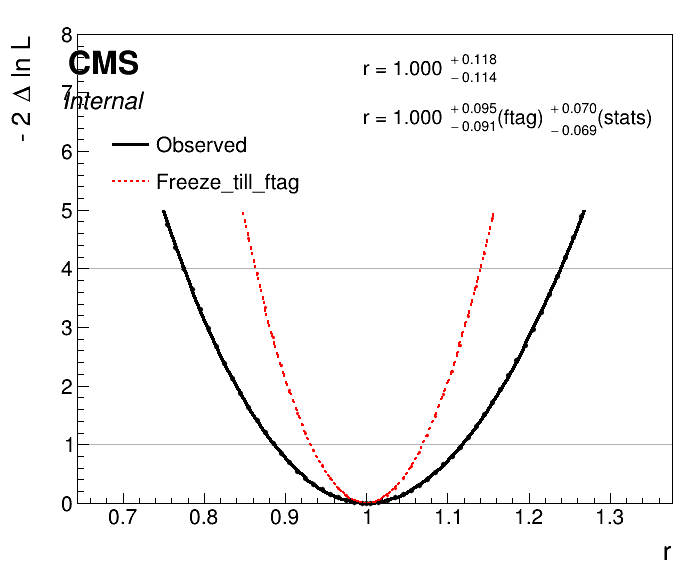 - 2 Δ ln L
8
7
6
5
4
3
2
1
0
CMS
Internal
r = 1.000 + 0.118 - 0.114
r = 1.000 + 0.095 - 0.091 (ftag) + 0.070 - 0.069 (stats)
Observed
Freeze_till_ftag
0.7 0.8 0.9 1 1.1 1.2 1.3
r